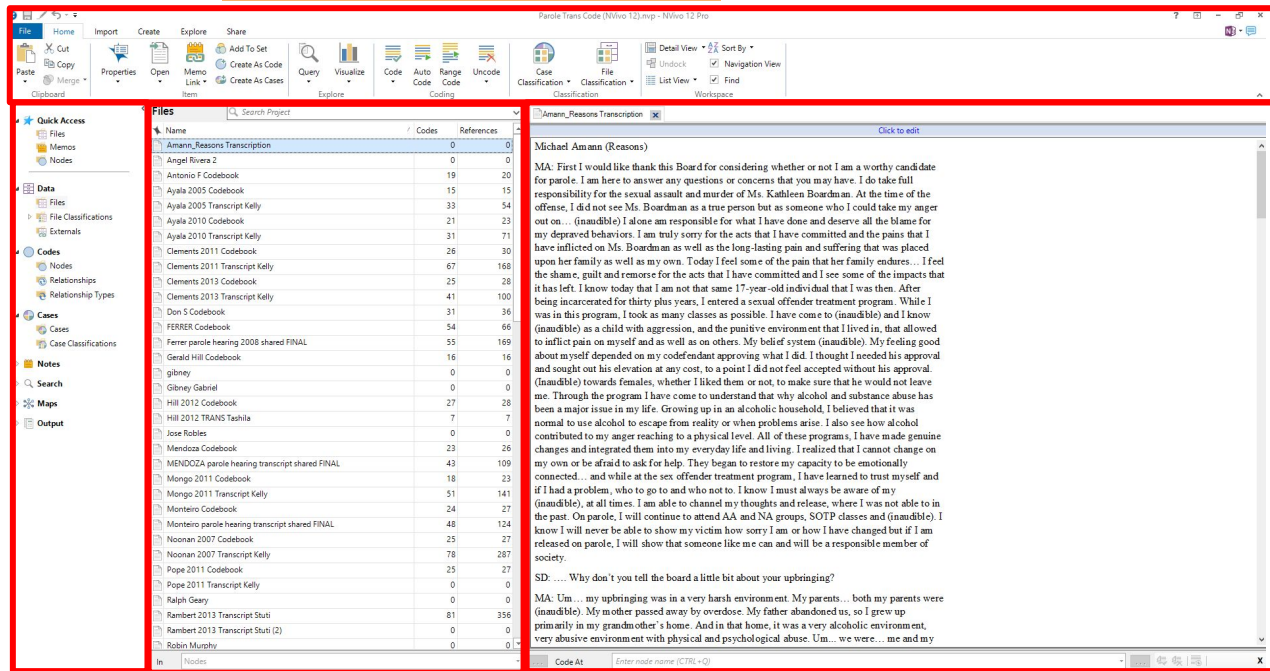 Parole Trans Code (NVivo 12).nvp - NVivo 12 Pro
File Home Import Create Explore Share
Paste
Cut
Copy
Merge
Clipboard
Properties
Open
Memo Link
Add To Set
Create As Code
Create As Cases
Item
Query
Visualize
Explore
Code
Auto Code
Range Code
Uncode
Coding
Case Classification
File Classification
Classification
Detail View
Sort By
Undock
Navigation View
List View
Find
Workspace
Quick Access
Files
Memos
Nodes
Data
Files
File Classifications
Externals
Codes
Nodes
Relationships
Relationship Types
Cases
Cases
Case Classifications
Notes
Search
Maps
Output
Files Search Project
Name Codes References
Amann_Reasons Transcription 0 0
Angel Rivera 2 0 0
Antonio F Codebook 19 20
Ayala 2005 Codebook 15 15
Ayala 2005 Transcript Kelly 33 54
Ayala 2010 Codebook 21 23
Ayala 2010 Transcript Kelly 31 71
Clements 2011 Codebook 26 30
Clements 2011 Transcript Kelly 67 168
Clements 2013 Codebook 25 28
Clements 2013 Transcript Kelly 41 100
Don S Codebook 31 36
FERRER Codebook 54 66
Ferrer parole hearing 2008 shared FINAL 55 169
Gerald Hill Codebook 16 16
gibney 0 0
Gibney Gabriel 0 0
Hill 2012 Codebook 27 28
Hill 2012 TRANS Tashila 7 7
Jose Robles 0 0
Mendoza Codebook 23 26
MENDOZA parole hearing transcript shared FINAL 43 109
Mongo 2011 Codebook 18 23
Mongo 2011 Transcript Kelly 51 141
Monteiro Codebook 24 27
Monteiro parole hearing transcript shared FINAL 48 124
Noonan 2007 Codebook 25 27
Noonan 2007 Transcript Kelly 78 287
Pope 2011 Codebook 25 27
Pope 2011 Transcript Kelly 0 0
Ralph Geary 0 0
Rambert 2013 Transcript Stuti 81 356
Rambert 2013 Transcript Stuti (2) 0 0
Robin Murphy 0 0
In Nodes
Amann_Reasons Transcription
Click to edit
Michael Amann (Reasons)
MA: First I would like thank this Board for considering whether or not I am a worthy candidate
for parole. I am here to answer any questions or concerns that you may have. I do take full
responsibility for the sexual assault and murder of Ms. Kathleen Boardman. At the time of the
offense, I did not see Ms. Boardman as a true person but as someone who I could take my anger
out on… (inaudible) I alone am responsible for what I have done and deserve all the blame for
my depraved behaviors. I am truly sorry for the acts that I have committed and the pains that I
have inflicted on Ms. Boardman as well as the long-lasting pain and suffering that was placed
upon her family as well as my own. Today I feel some of the pain that her family endures… I feel
the shame, guilt and remorse for the acts that I have committed and I see some of the impacts that
it has left. I know today that I am not that same 17-year-old individual that I was then. After
being incarcerated for thirty plus years, I entered a sexual offender treatment program. While I
was in this program, I took as many classes as possible. I have come to (inaudible) and I know
(inaudible) as a child with aggression, and the punitive environment that I lived in, that allowed
to inflict pain on myself and as well as on others. My belief system (inaudible). My feeling good
about myself depended on my codefendant approving what I did. I thought I needed his approval
and sought out his elevation at any cost, to a point I did not feel accepted without his approval.
(Inaudible) towards females, whether I liked them or not, to make sure that he would not leave
me. Through the program I have come to understand that why alcohol and substance abuse has
been a major issue in my life. Growing up in an alcoholic household, I believed that it was
normal to use alcohol to escape from reality or when problems arise. I also see how alcohol
contributed to my anger reaching to a physical level. All of these programs, I have made genuine
changes and integrated them into my everyday life and living. I realized that I cannot change on
my own or be afraid to ask for help. They began to restore my capacity to be emotionally
connected… and while at the sex offender treatment program, I have learned to trust myself and
if I had a problem, who to go to and who not to. I know I must always be aware of my
(inaudible), at all times. I am able to channel my thoughts and release, where I was not able to in
the past. On parole, I will continue to attend AA and NA groups, SOTP classes and (inaudible). I
know I will never be able to show my victim how sorry I am or how I have changed but if I am
released on parole, I will show that someone like me can and will be a responsible member of
society.
SD: …. Why don't you tell the board a little bit about your upbringing?
MA: Um… my upbringing was in a very harsh environment. My parents… both my parents were
(inaudible). My mother passed away by overdose. My father abandoned us, so I grew up
primarily in my grandmother's home. And in that home, it was a very alcoholic environment,
very abusive environment with physical and psychological abuse. Um... we were… me and my
Code At Enter node name (CTRL+Q)